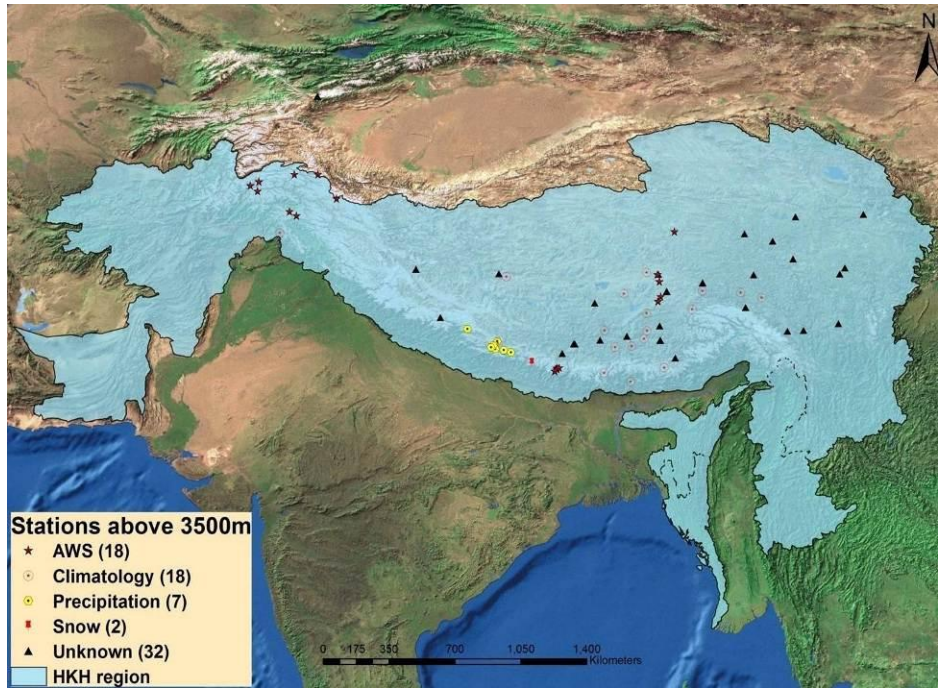 N
Stations above 3500m
AWS (18)
Climatology (18)
Precipitation (7)
Snow (2)
Unknown (32)
HKH region
0 175 350 700 1,050 1,400
Kilometers